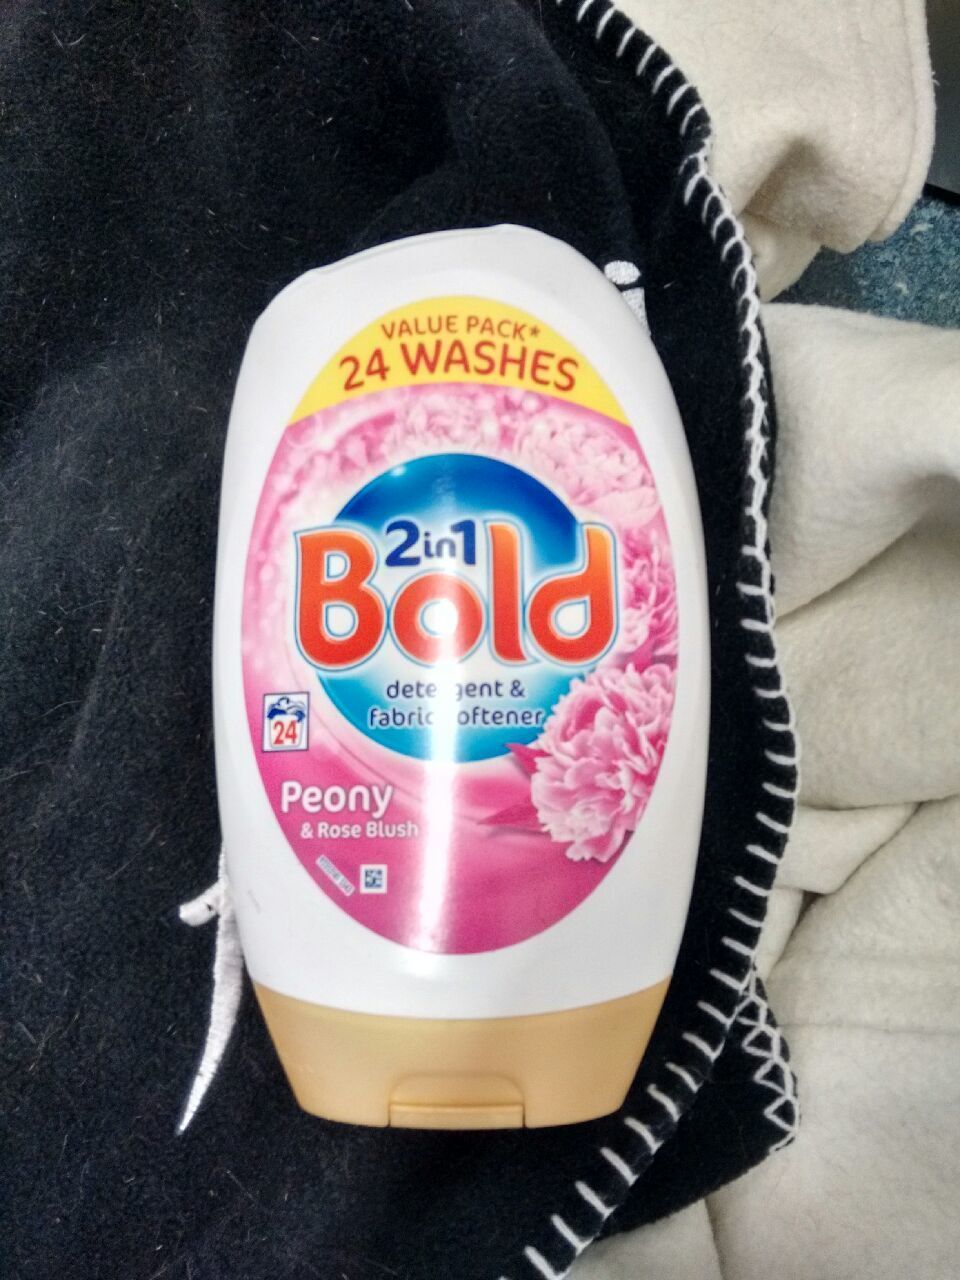 VALUE PACK*
24 WASHES
2in1
Bold
detergent &
fabric softener
24
Peony
& Rose Blush